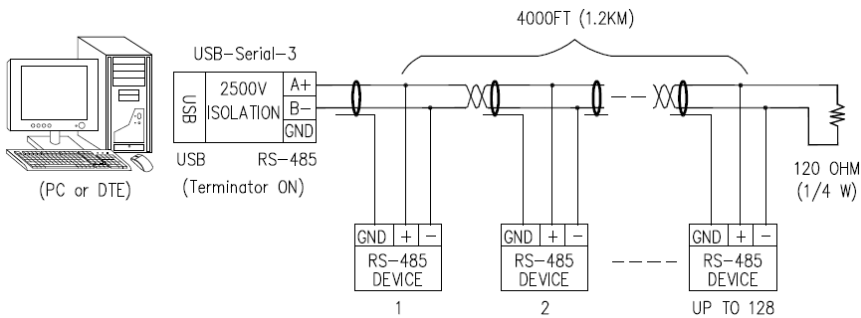 4000FT (1.2KM)
USB-Serial-3
USB
2500V
ISOLATION
A+
B-
GND
USB
RS-485
(PC or DTE)
(Terminator ON)
120 OHM
(1/4 W)
GND + -
RS-485
DEVICE
1
GND + -
RS-485
DEVICE
2
GND + -
RS-485
DEVICE
UP TO 128